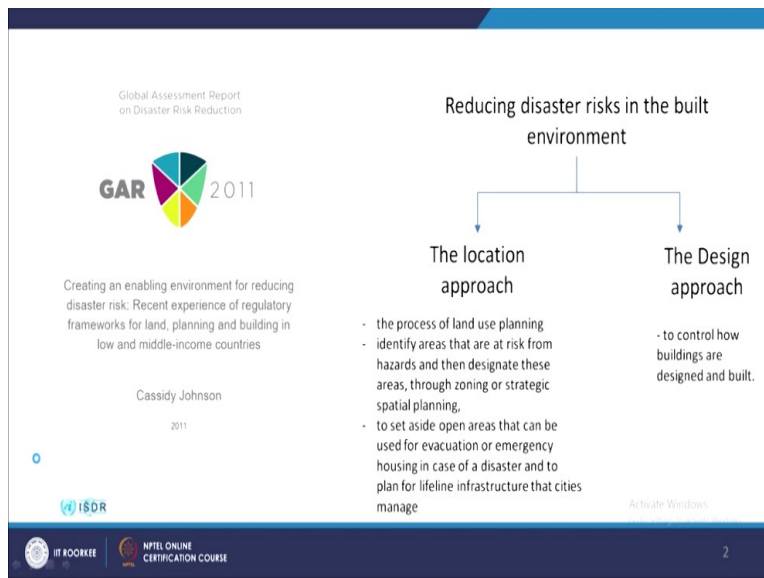 Global Assessment Report
on Disaster Risk Reduction
GAR 2011
Creating an enabling environment for reducing
disaster risk: Recent experience of regulatory
frameworks for land, planning and building in
low and middle-income countries
Cassidy Johnson
2011
ISDR
Reducing disaster risks in the built
environment
The location
approach
- the process of land use planning
- identify areas that are at risk from
hazards and then designate these
areas, through zoning or strategic
spatial planning,
- to set aside open areas that can be
used for evacuation or emergency
housing in case of a disaster and to
plan for lifeline infrastructure that cities
manage
The Design
approach
- to control how
buildings are
designed and built.
Activate Windows
IIT ROORKEE
NPTEL ONLINE
CERTIFICATION COURSE
2